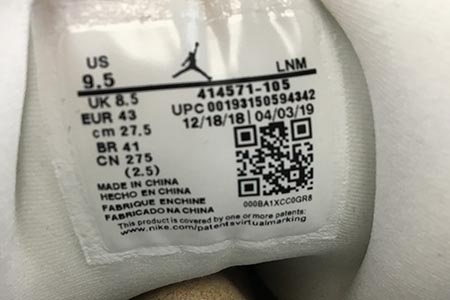 US
9.5
LNM
UK 8.5
414571-105
EUR 43
UPC 00193150594342
cm 27.5
12/18/18 | 04/03/19
BR 41
CN 275
(2.5)
MADE IN CHINA
HECHO EN CHINA
FABRIQUE ENCHINE
FABRICADO NA CHINA
000BA1XCC0GR8
This product is covered by one or more patents:
www.nike.com/patentsvirtualmarking